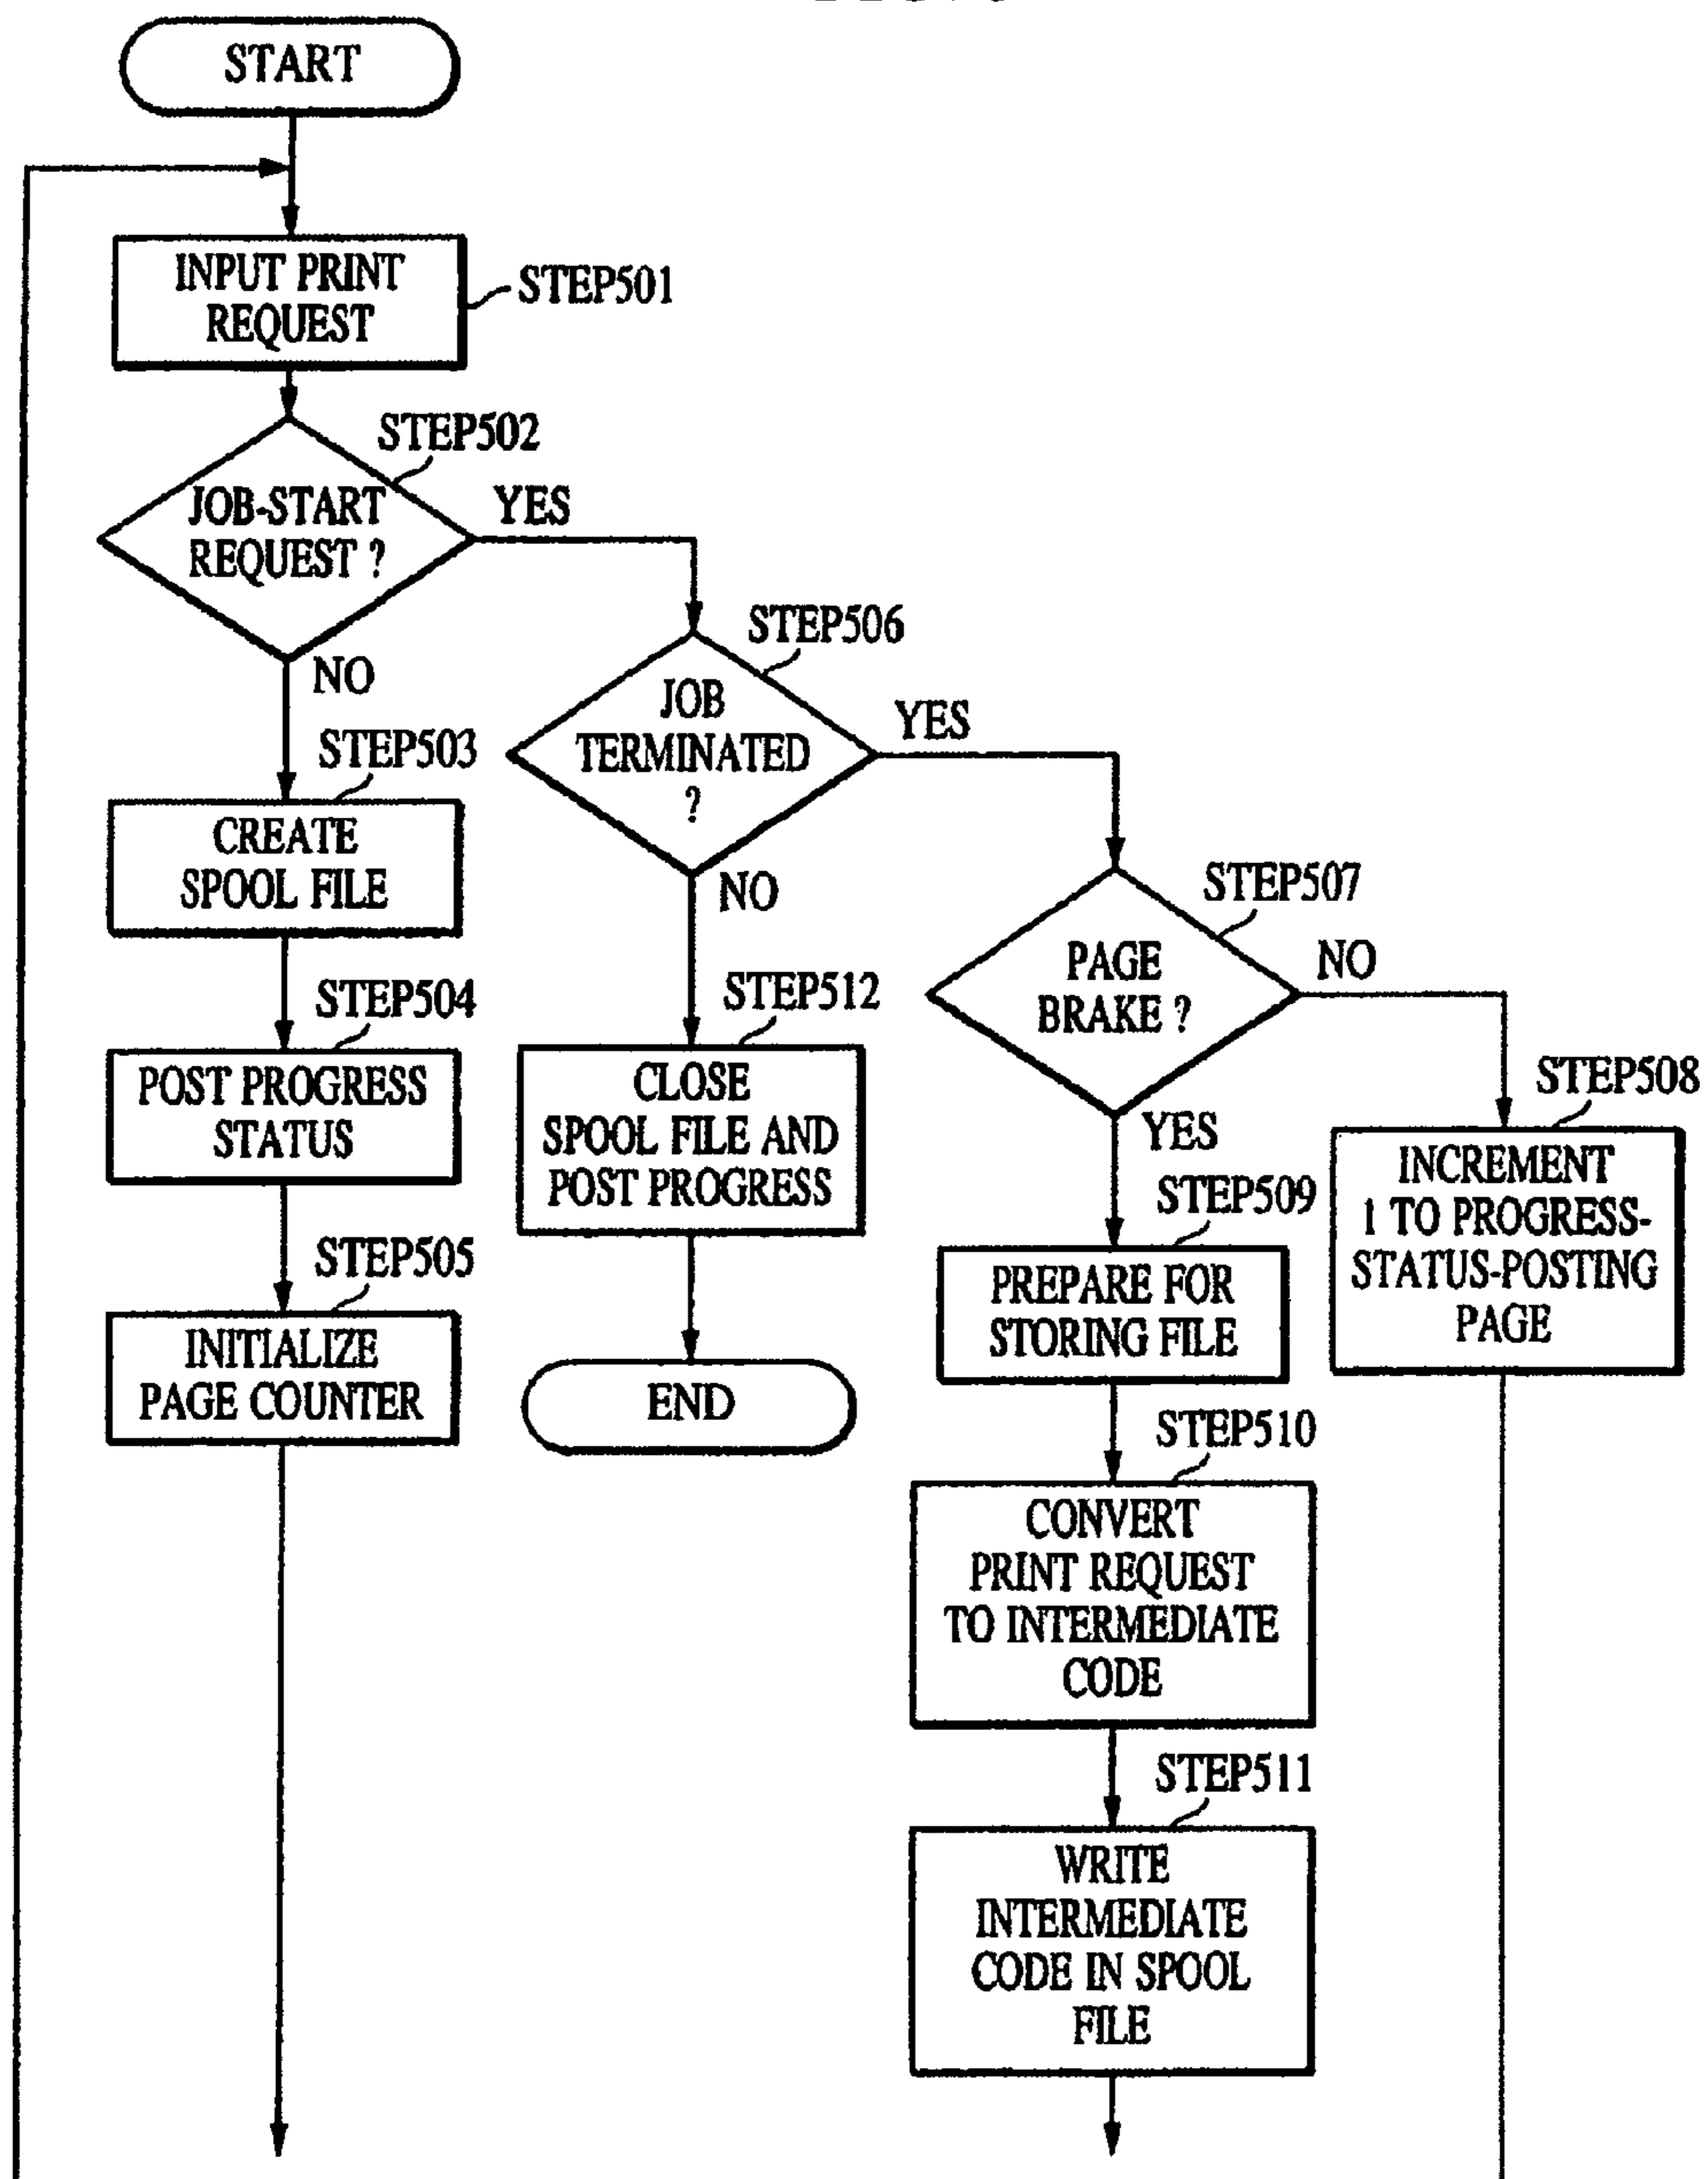 START
INPUT PRINT
REQUEST
STEP501
STEP502
JOB-START
REQUEST ?
YES
NO
STEP506
JOB
TERMINATED
?
YES
NO
STEP503
CREATE
SPOOL FILE
STEP504
POST PROGRESS
STATUS
STEP505
INITIALIZE
PAGE COUNTER
STEP512
CLOSE
SPOOL FILE AND
POST PROGRESS
END
STEP507
PAGE
BRAKE ?
NO
YES
STEP508
INCREMENT
1 TO PROGRESS-
STATUS-POSTING
PAGE
STEP509
PREPARE FOR
STORING FILE
STEP510
CONVERT
PRINT REQUEST
TO INTERMEDIATE
CODE
STEP511
WRITE
INTERMEDIATE
CODE IN SPOOL
FILE